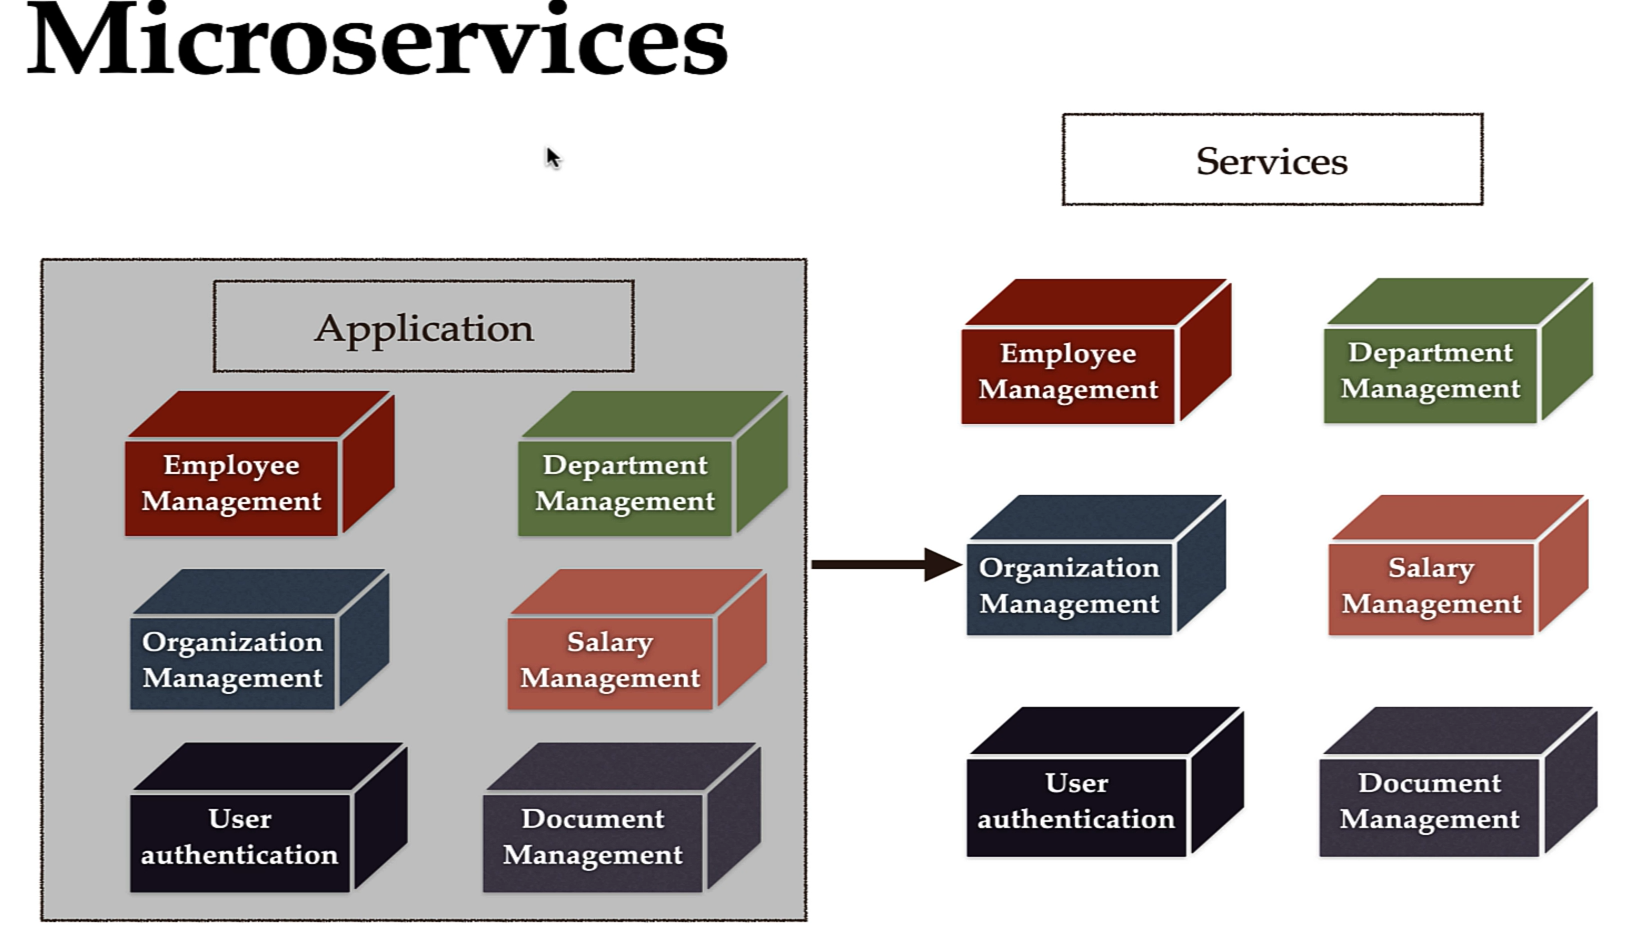 Microservices
Services
Application
Employee
Management
Department
Management
Organization
Management
Salary
Management
User
authentication
Document
Management
Employee
Management
Department
Management
Organization
Management
Salary
Management
User
authentication
Document
Management